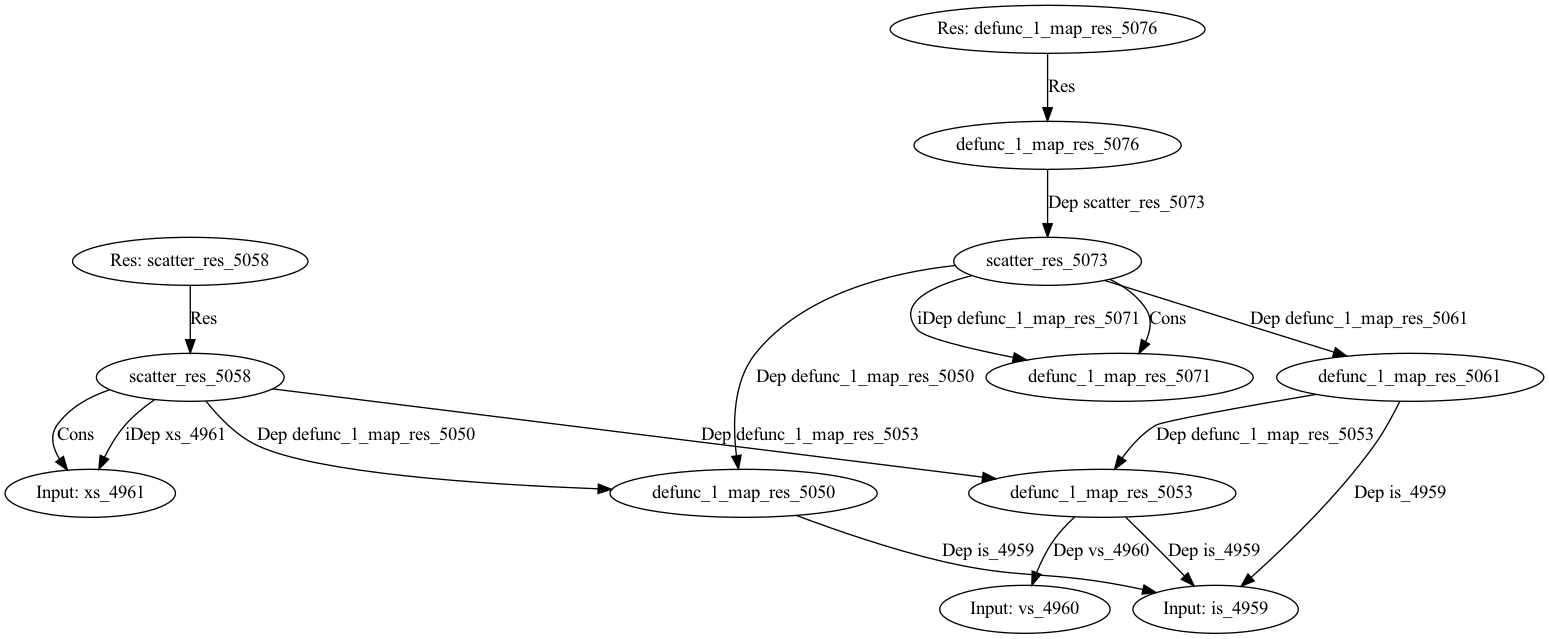 Res: defunc_1_map_res_5076
Res
defunc_1_map_res_5076
Dep scatter_res_5073
Res: scatter_res_5058
scatter_res_5073
Res
iDep defunc_1_map_res_5071
Cons
Dep defunc_1_map_res_5061
scatter_res_5058
Dep defunc_1_map_res_5050
defunc_1_map_res_5071
defunc_1_map_res_5061
Cons
iDep xs_4961
Dep defunc_1_map_res_5050
Dep defunc_1_map_res_5053
Dep defunc_1_map_res_5053
Input: xs_4961
defunc_1_map_res_5050
defunc_1_map_res_5053
Dep is_4959
Dep is_4959
Dep vs_4960
Dep is_4959
Input: vs_4960
Input: is_4959